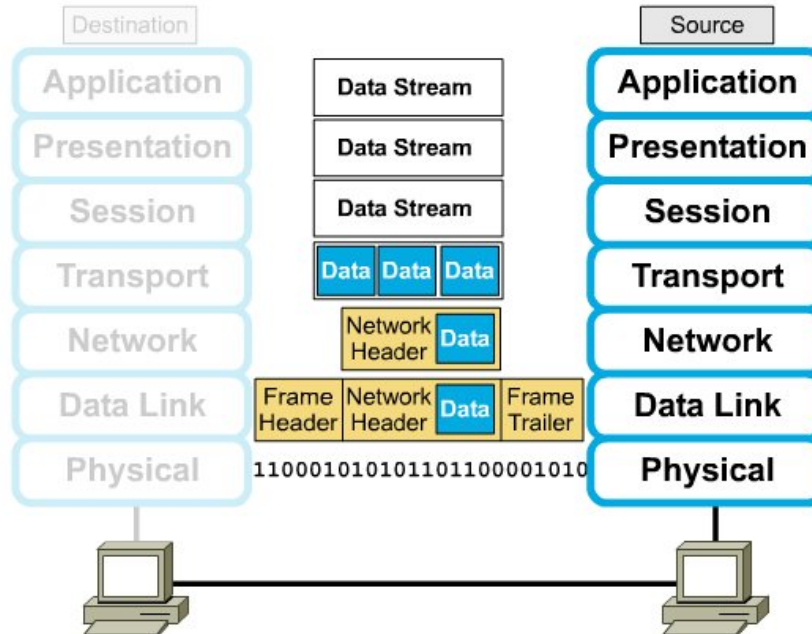 Destination
Source
Application
Data Stream
Application
Presentation
Data Stream
Presentation
Session
Data Stream
Session
Transport
Data Data Data
Transport
Network
Network
Header
Data
Network
Data Link
Frame
Header
Network
Header
Data
Frame
Trailer
Data Link
Physical
110001010101101100001010
Physical